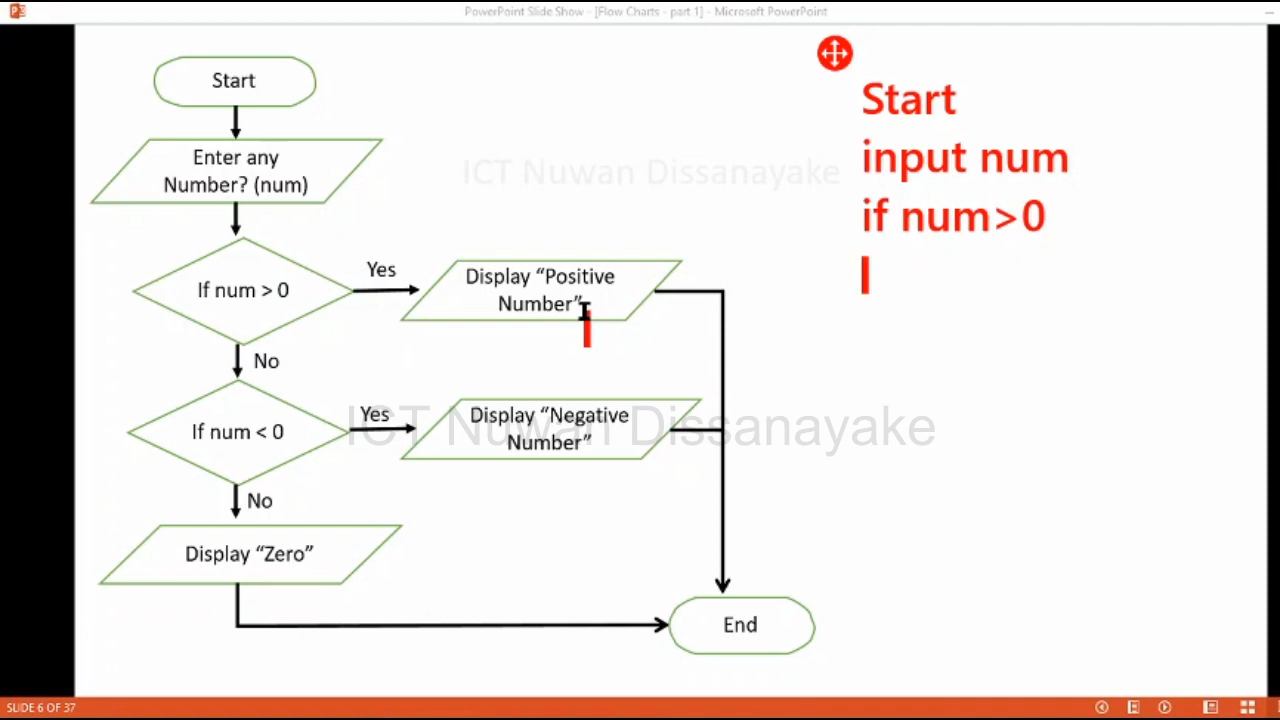 PowerPoint Slide Show - [Flow Charts - part 1] - Microsoft PowerPoint
Start
Enter any
Number? (num)
If num > 0
Yes
Display “Positive
Number”
No
If num < 0
Yes
Display “Negative
Number”
No
Display “Zero”
End
Start
input num
if num>0
ICT Nuwan Dissanayake
ICT Nuwan Dissanayake
SLIDE 6 OF 37